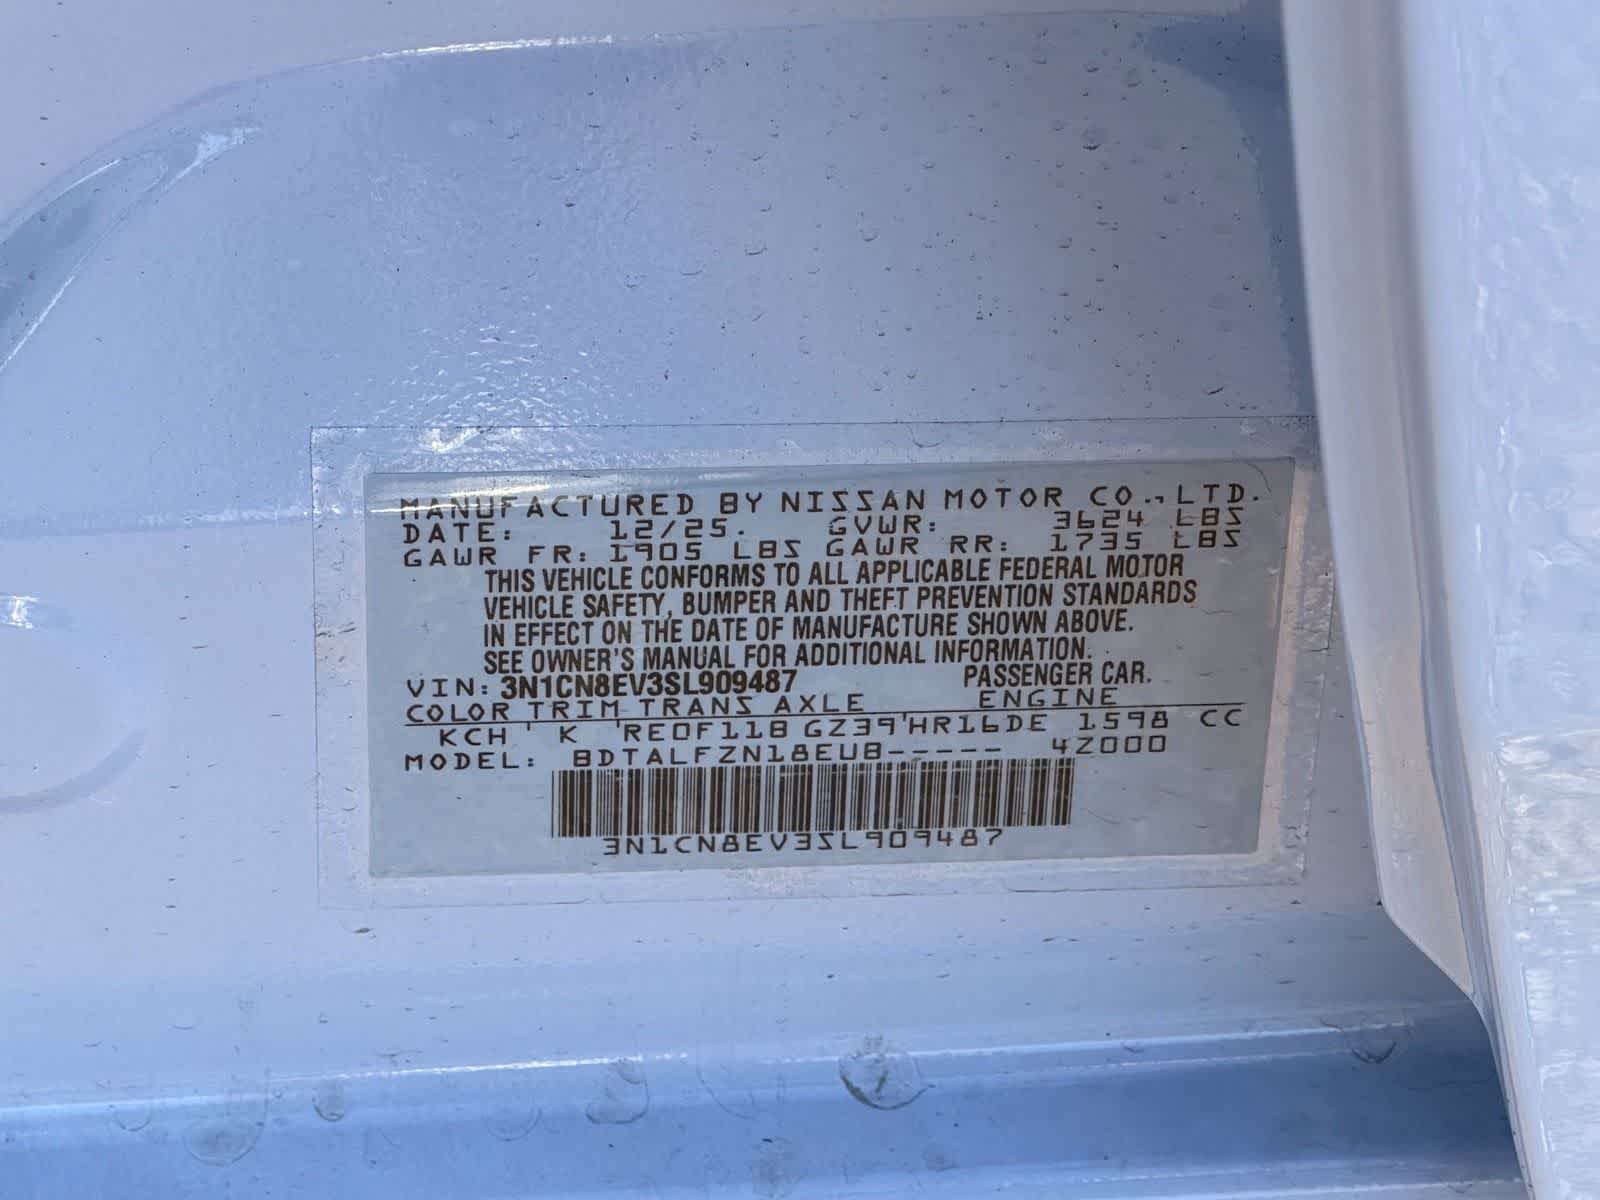 MANUFACTURED BY NISSAN MOTOR CO., LTD.
DATE: 12/25. GVWR: 3624 LBS
GAWR FR: 1905 LBS GAWR RR: 1735 LBS
THIS VEHICLE CONFORMS TO ALL APPLICABLE FEDERAL MOTOR
VEHICLE SAFETY, BUMPER AND THEFT PREVENTION STANDARDS
IN EFFECT ON THE DATE OF MANUFACTURE SHOWN ABOVE.
SEE OWNER'S MANUAL FOR ADDITIONAL INFORMATION.
VIN: 3N1CN8EV3SL909487 PASSENGER CAR.
COLOR TRIM TRANS AXLE ENGINE
KCH ' K 'RE0F11B GZ39'HR16DE 1598 CC
MODEL: BDTALFZN18EUB----- 4Z000
3N1CN8EV3SL909487